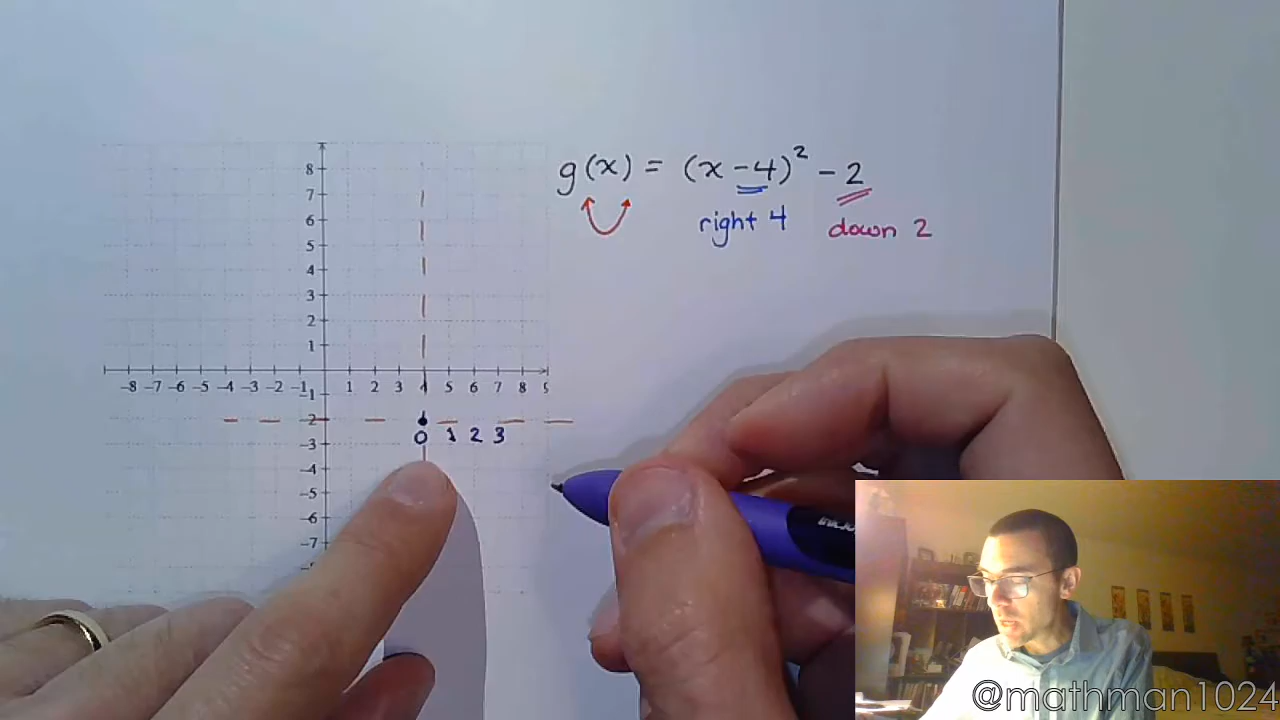 g(x) = (x - 4)² - 2
right 4
down 2
8
7
6
5
4
3
2
1
-8 -7 -6 -5 -4 -3 -2 -1 1 2 3 4 5 6 7 8 9
-1
-2
-3
-4
-5
-6
-7
0 1 2 3
@mathman1024